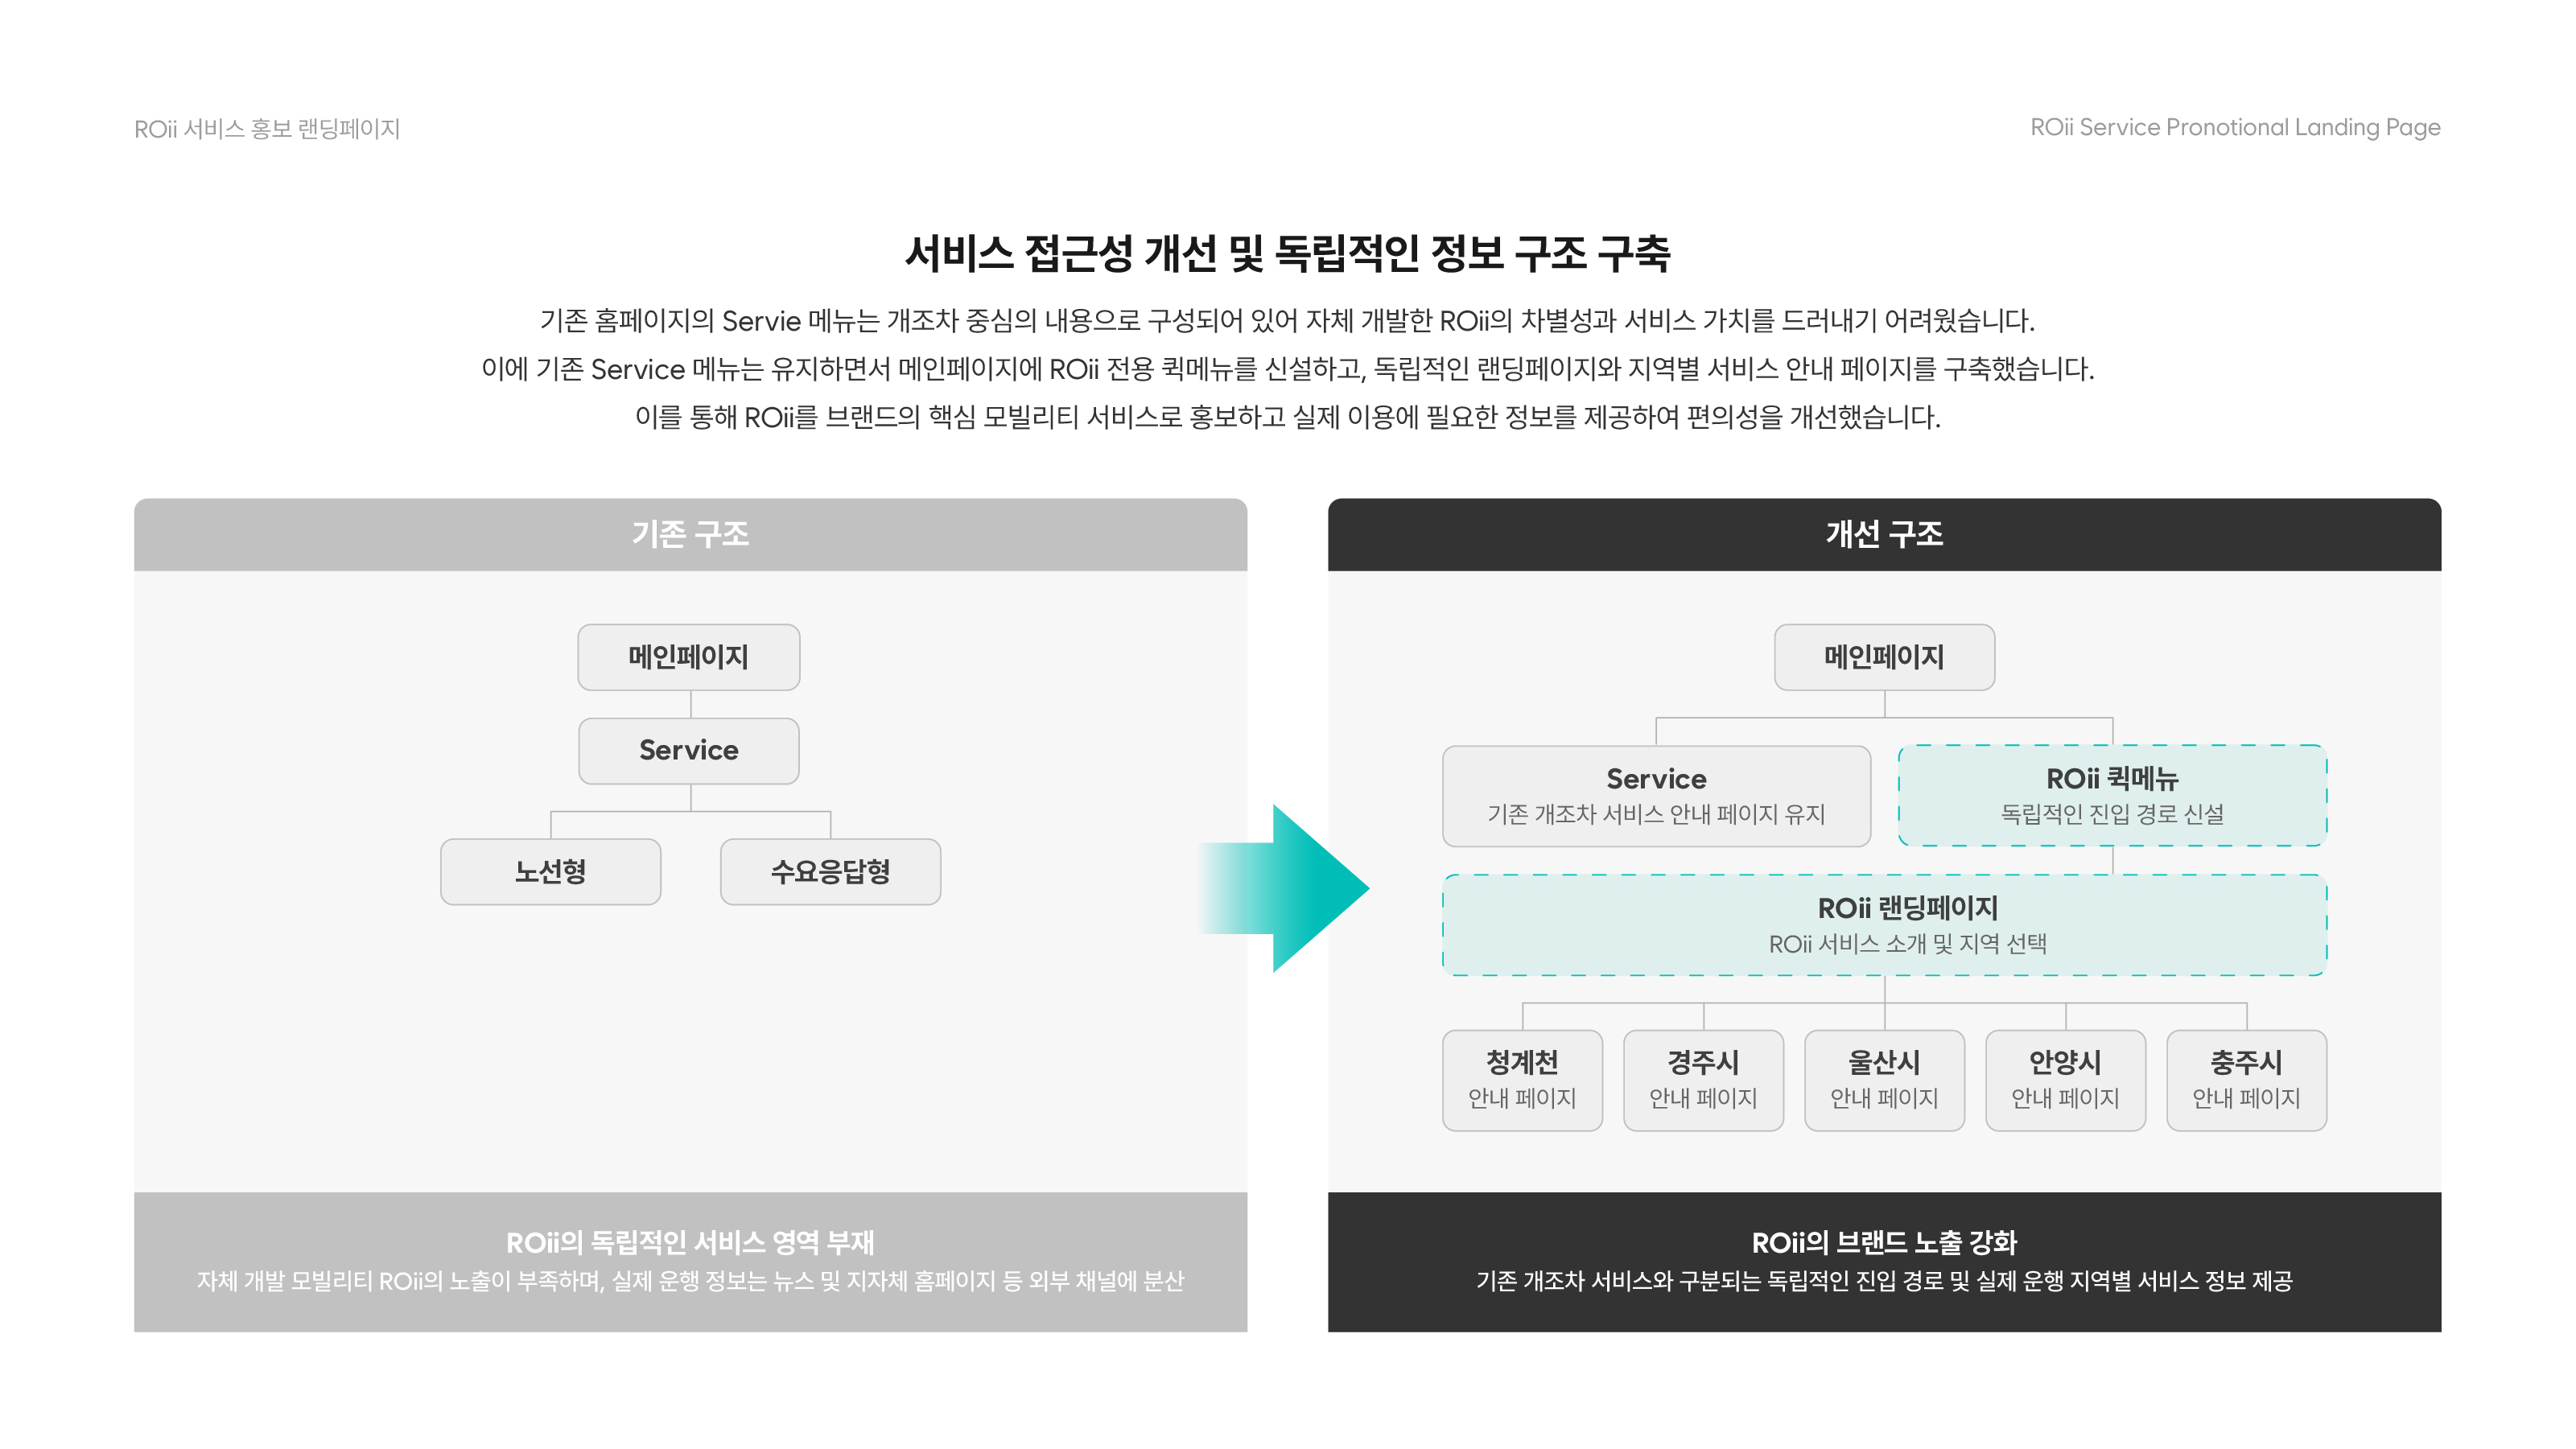 ROii 서비스 홍보 랜딩페이지
ROii Service Pronotional Landing Page
서비스 접근성 개선 및 독립적인 정보 구조 구축
기존 홈페이지의 Servie 메뉴는 개조차 중심의 내용으로 구성되어 있어 자체 개발한 ROii의 차별성과 서비스 가치를 드러내기 어려웠습니다.
이에 기존 Service 메뉴는 유지하면서 메인페이지에 ROii 전용 퀵메뉴를 신설하고, 독립적인 랜딩페이지와 지역별 서비스 안내 페이지를 구축했습니다.
이를 통해 ROii를 브랜드의 핵심 모빌리티 서비스로 홍보하고 실제 이용에 필요한 정보를 제공하여 편의성을 개선했습니다.
기존 구조
메인페이지
Service
노선형
수요응답형
ROii의 독립적인 서비스 영역 부재
자체 개발 모빌리티 ROii의 노출이 부족하며, 실제 운행 정보는 뉴스 및 지자체 홈페이지 등 외부 채널에 분산
개선 구조
메인페이지
Service
기존 개조차 서비스 안내 페이지 유지
ROii 퀵메뉴
독립적인 진입 경로 신설
ROii 랜딩페이지
ROii 서비스 소개 및 지역 선택
청계천
안내 페이지
경주시
안내 페이지
울산시
안내 페이지
안양시
안내 페이지
충주시
안내 페이지
ROii의 브랜드 노출 강화
기존 개조차 서비스와 구분되는 독립적인 진입 경로 및 실제 운행 지역별 서비스 정보 제공